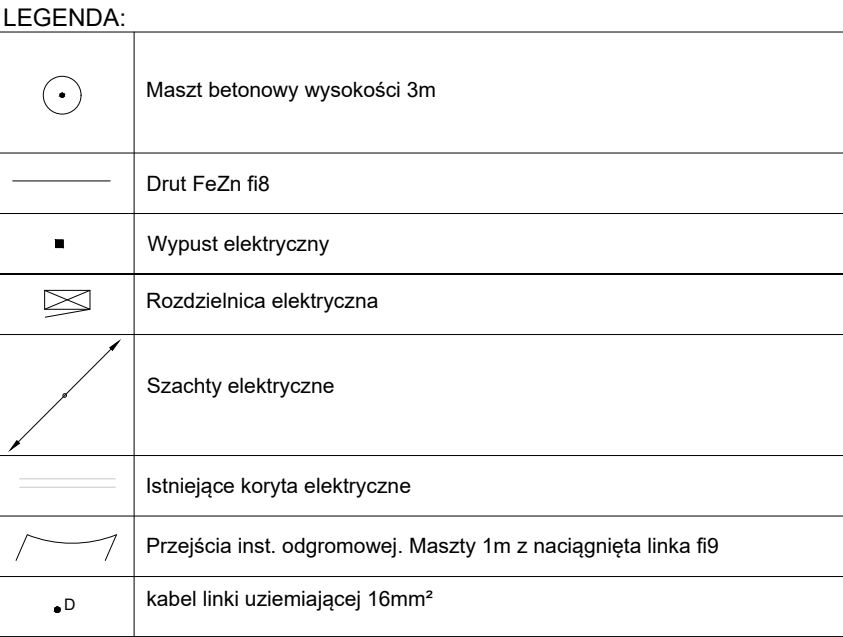 LEGENDA:
Maszt betonowy wysokości 3m
Drut FeZn fi8
Wypust elektryczny
Rozdzielnica elektryczna
Szachty elektryczne
Istniejące koryta elektryczne
Przejścia inst. odgromowej. Maszty 1m z naciągnięta linka fi9
D kabel linki uziemiającej 16mm²